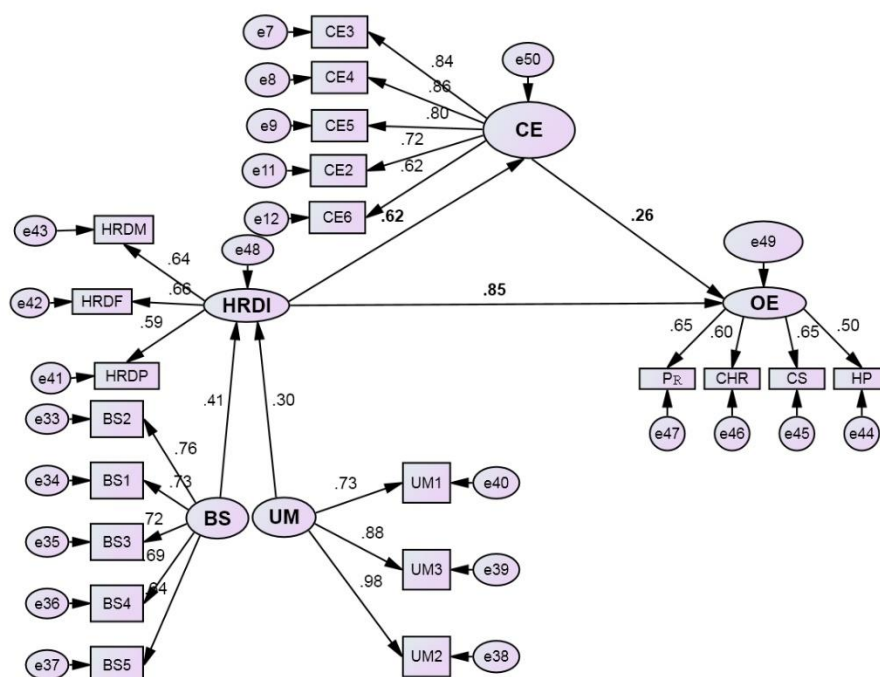 e7
CE3
.84
e50
e8
CE4
.86
e9
CE5
.80
CE
e11
CE2
.72
.62
e12
CE6
.62
.26
e43
HRDM
e48
e49
.64
e42
HRDF
.66
HRDI
.85
OE
.59
.65
.60
.65
.50
e41
HRDP
PR
CHR
CS
HP
e33
BS2
.41
.30
e47
e46
e45
e44
.76
e34
BS1
.73
.73
UM1
e40
BS
UM
e35
BS3
.72
.88
.69
UM3
e39
e36
BS4
.98
e37
BS5
UM2
e38